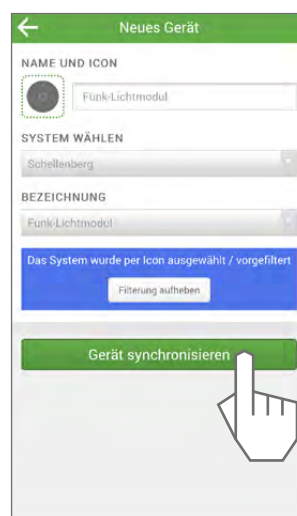 Neues Gerät
NAME UND ICON
Funk-Lichtmodul
SYSTEM WÄHLEN
Schellenberg
BEZEICHNUNG
Funk-Lichtmodul
Das System wurde per Icon ausgewählt / vorgefiltert
Filterung aufheben
Gerät synchronisieren